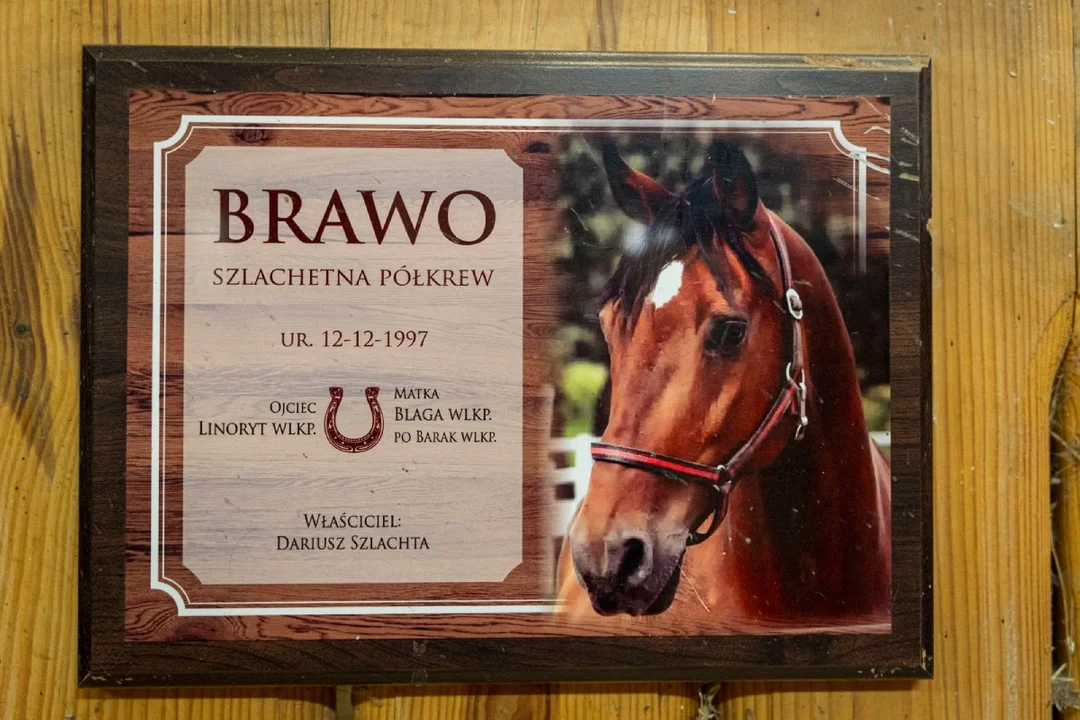 BRAWO
SZLACHETNA PÓŁKREW
UR. 12-12-1997
OJCIEC
LINORYT WLKP.
MATKA
BLAGA WLKP.
PO BARAK WLKP.
WŁAŚCICIEL:
DARIUSZ SZLACHTA